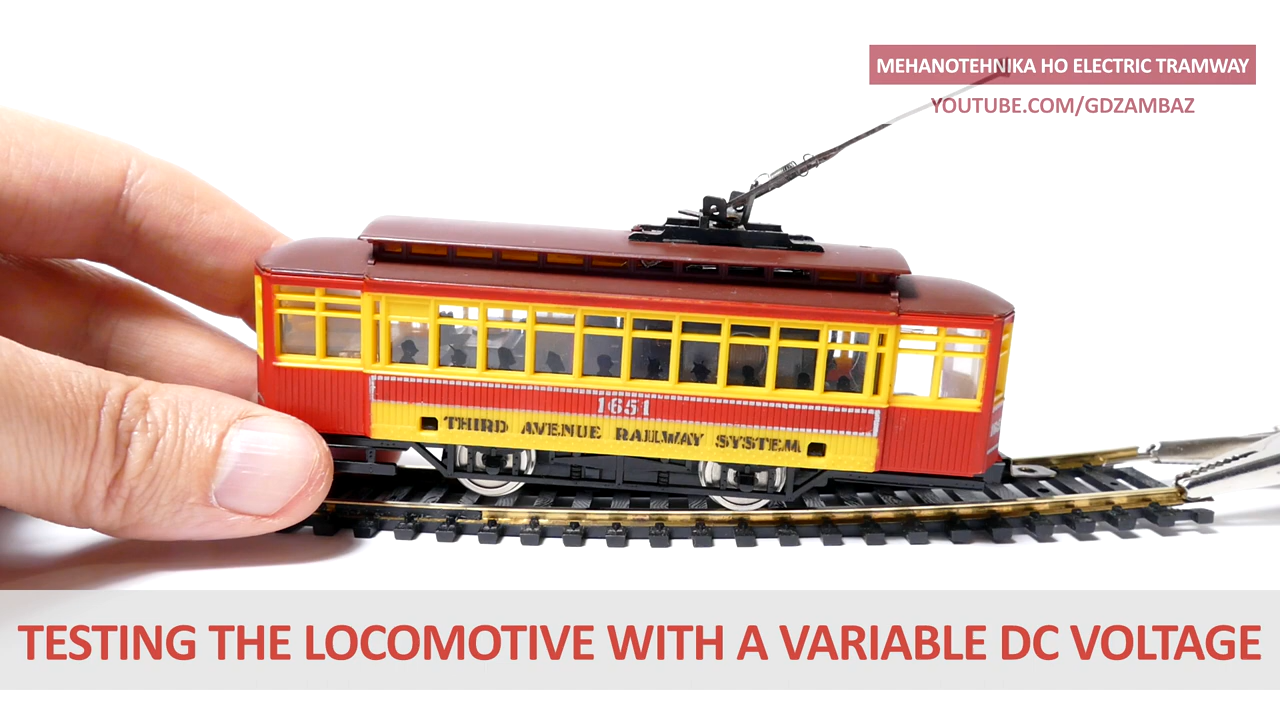 MEHANOTEHNIKA HO ELECTRIC TRAMWAY
YOUTUBE.COM/GDZAMBAZ
1651
THIRD AVENUE RAILWAY SYSTEM
TESTING THE LOCOMOTIVE WITH A VARIABLE DC VOLTAGE